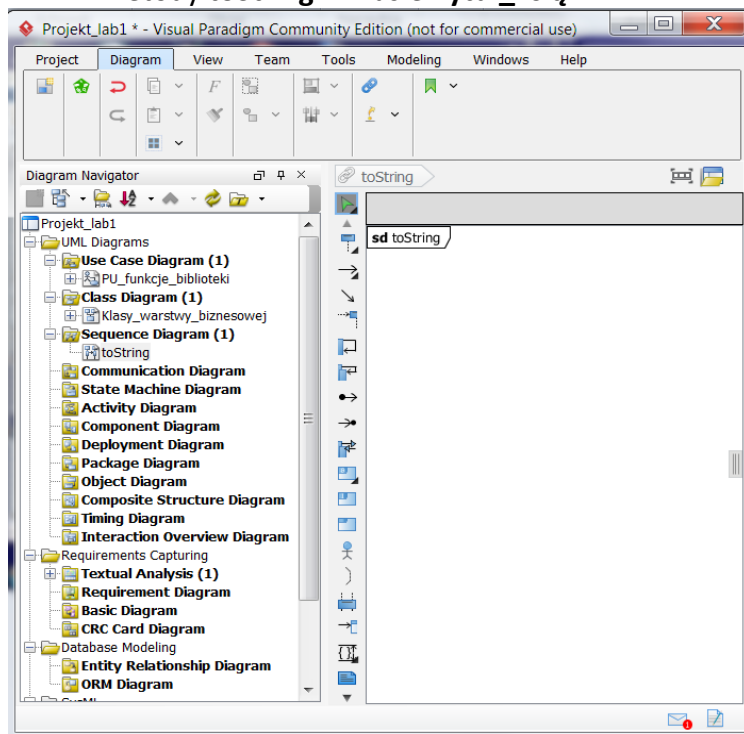 Projekt_lab1 * - Visual Paradigm Community Edition (not for commercial use)
Project Diagram View Team Tools Modeling Windows Help
Diagram Navigator
toString
Projekt_lab1
UML Diagrams
Use Case Diagram (1)
PU_funkcje_biblioteki
Class Diagram (1)
Klasy_warstwy_biznesowej
Sequence Diagram (1)
toString
Communication Diagram
State Machine Diagram
Activity Diagram
Component Diagram
Deployment Diagram
Package Diagram
Object Diagram
Composite Structure Diagram
Timing Diagram
Interaction Overview Diagram
Requirements Capturing
Textual Analysis (1)
Requirement Diagram
Basic Diagram
CRC Card Diagram
Database Modeling
Entity Relationship Diagram
ORM Diagram
sd toString